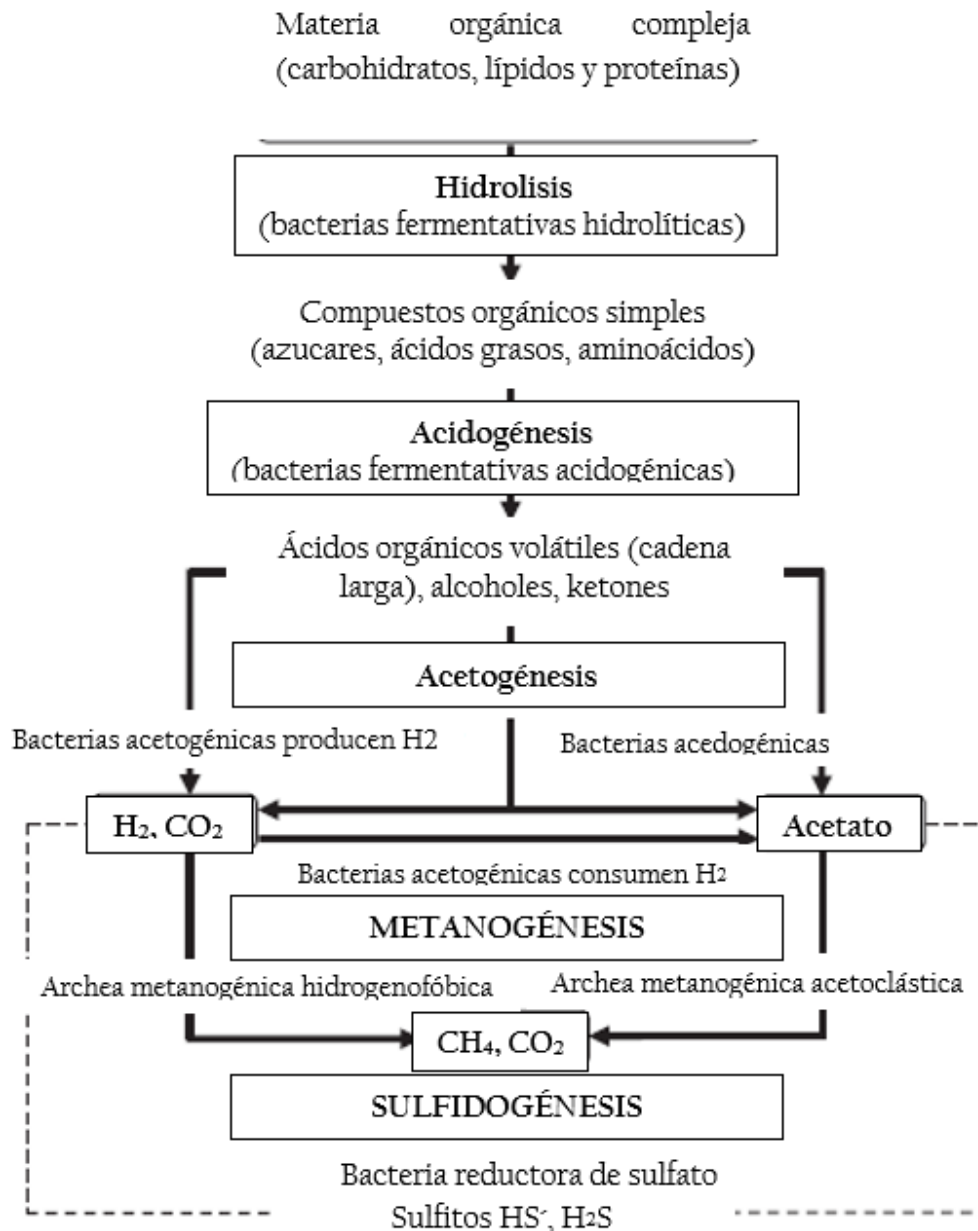 Materia orgánica compleja
(carbohidratos, lípidos y proteínas)
Hidrolisis
(bacterias fermentativas hidrolíticas)
Compuestos orgánicos simples
(azucares, ácidos grasos, aminoácidos)
Acidogénesis
(bacterias fermentativas acidogénicas)
Ácidos orgánicos volátiles (cadena
larga), alcoholes, ketones
Acetogénesis
Bacterias acetogénicas producen H2
Bacterias acedogénicas
H₂, CO₂
Acetato
Bacterias acetogénicas consumen H2
METANOGÉNESIS
Archea metanogénica hidrogenofóbica
Archea metanogénica acetoclástica
CH₄, CO₂
SULFIDOGÉNESIS
Bacteria reductora de sulfato
Sulfitos HS´, H2S